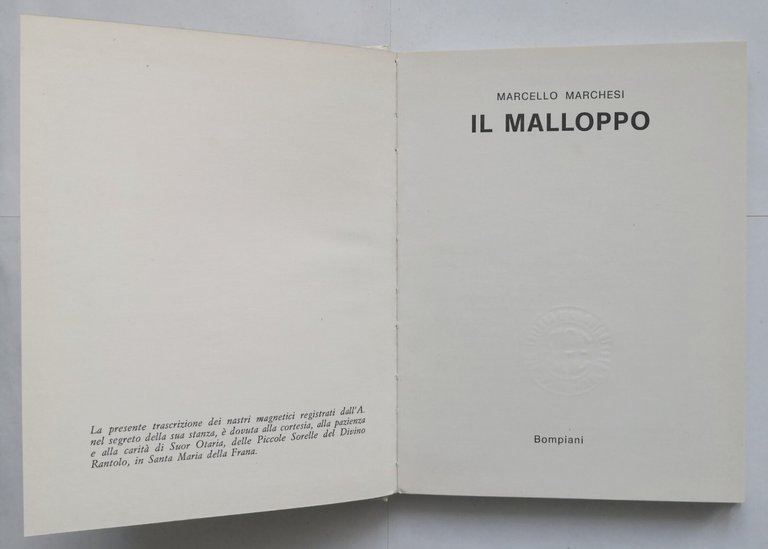 La presente trascrizione dei nastri magnetici registrati dall'A.
nel segreto della sua stanza, è dovuta alla cortesia, alla pazienza
e alla carità di Suor Otaria, delle Piccole Sorelle del Divino
Rantolo, in Santa Maria della Frana.
MARCELLO MARCHESI
IL MALLOPPO
Bompiani